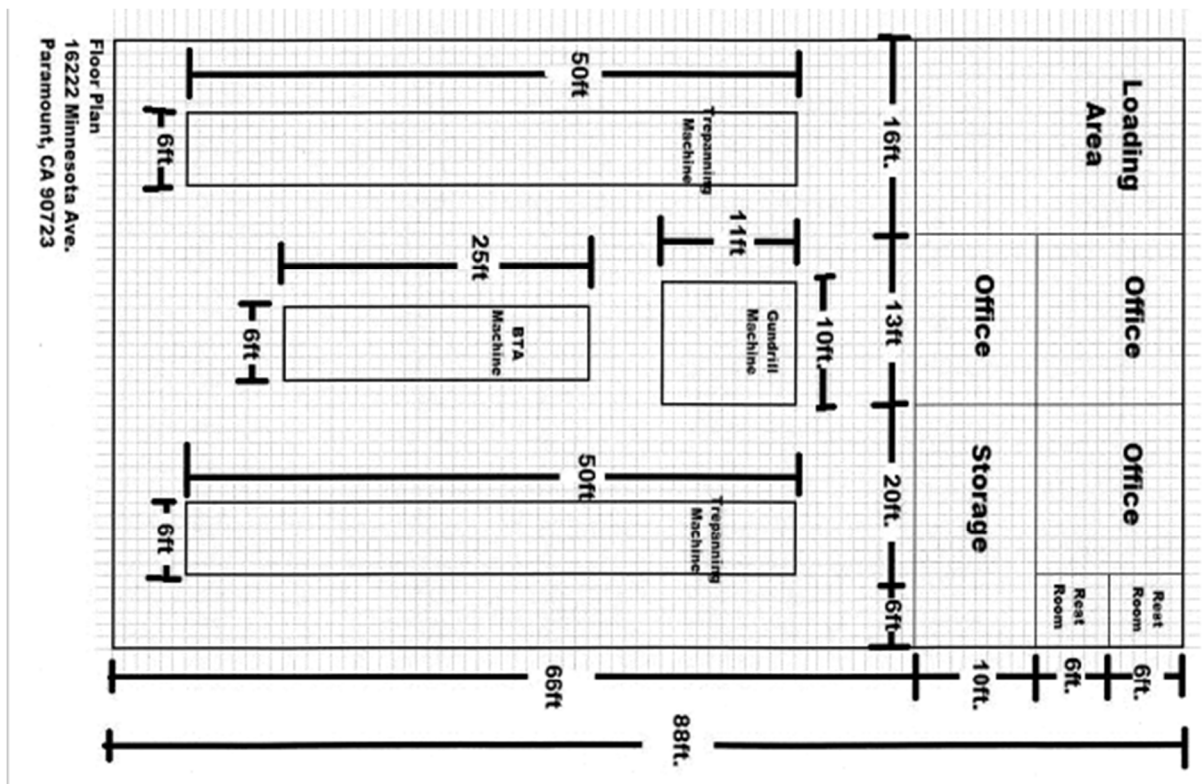 Floor Plan
16222 Minnesota Ave.
Paramount, CA 90723
Loading
Area
Office
Office
Office
Storage
Rest
Room
Rest
Room
16ft.
13ft
20ft.
6ft
50ft
Trepanning
Machine
6ft.
11ft
10ft.
Gundrill
Machine
25ft
BTA
Machine
6ft
50ft
Trepanning
Machine
6ft
66ft
10ft.
6ft.
6ft.
88ft.